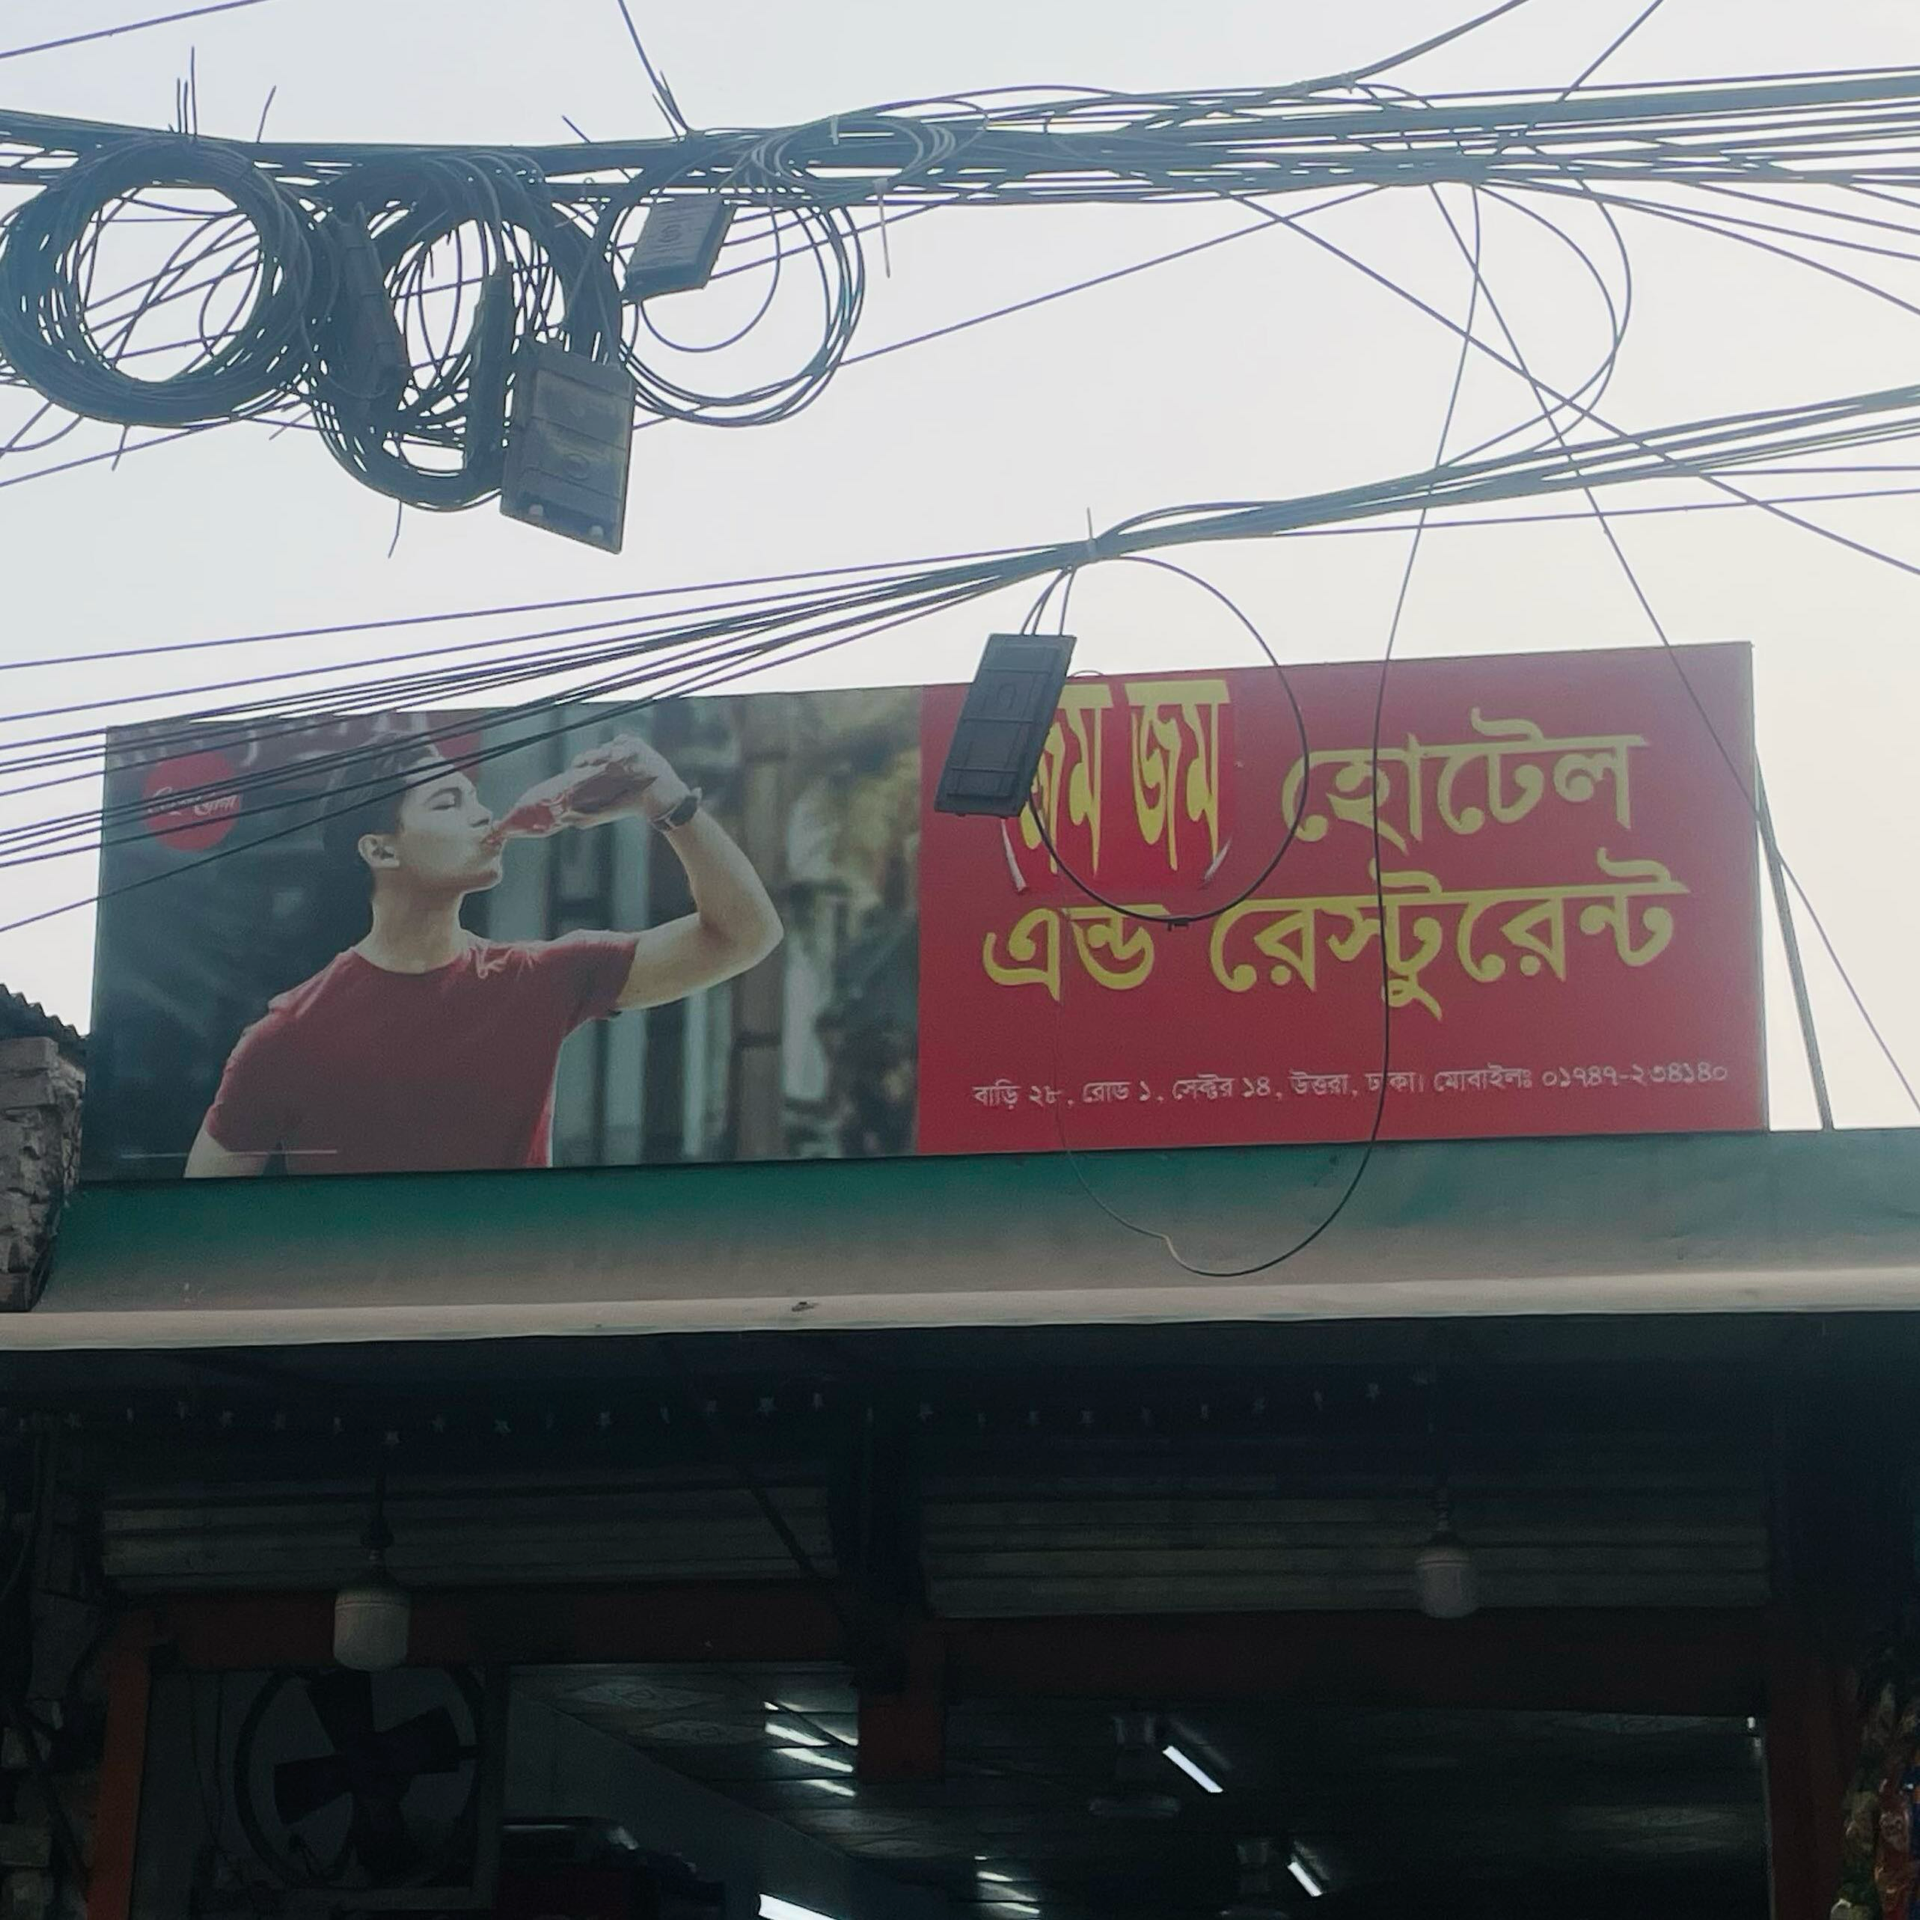 কোকা-কোলা
জম জম হোটেল
এন্ড রেস্টুরেন্ট
বাড়ি ২৮, রোড ১, সেক্টর ১৪, উত্তরা, ঢাকা। মোবাইলঃ ০১৭৪৭-২৩৪১৪০